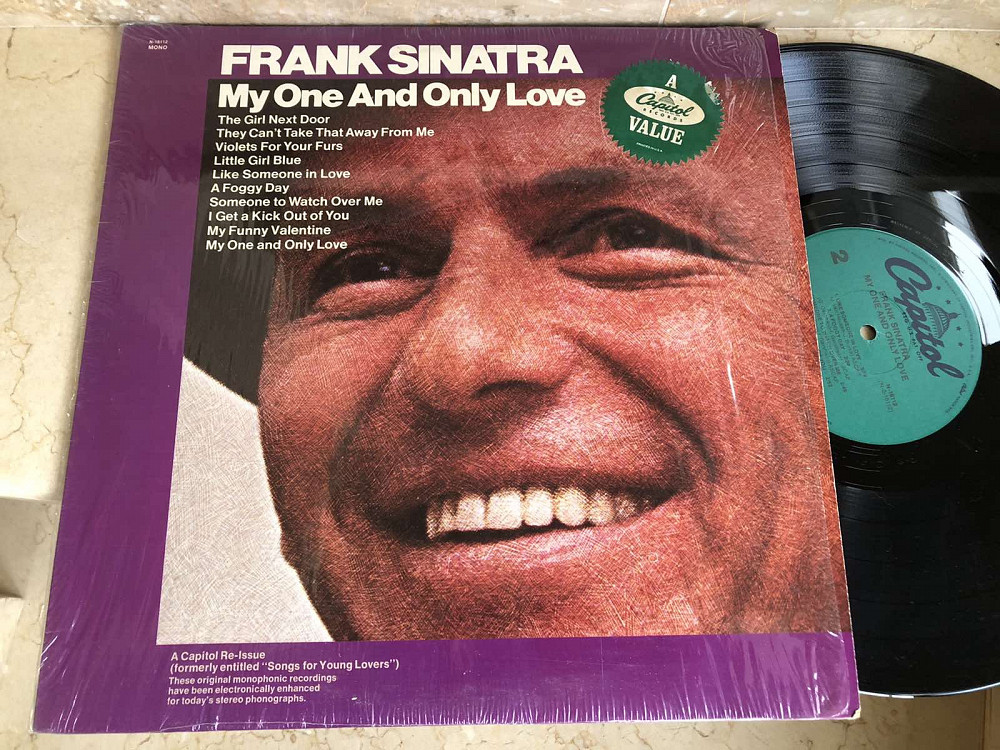 N-16112
MONO
FRANK SINATRA
My One And Only Love
The Girl Next Door
They Can't Take That Away From Me
Violets For Your Furs
Little Girl Blue
Like Someone in Love
A Foggy Day
Someone to Watch Over Me
I Get a Kick Out of You
My Funny Valentine
My One and Only Love
A
Capitol
RECORDS
VALUE
A Capitol Re-Issue
(formerly entitled "Songs for Young Lovers")
These original monophonic recordings
have been electronically enhanced
for today's stereo phonographs.
2
Capitol
FRANK SINATRA
MY ONE AND ONLY LOVE
N-16112